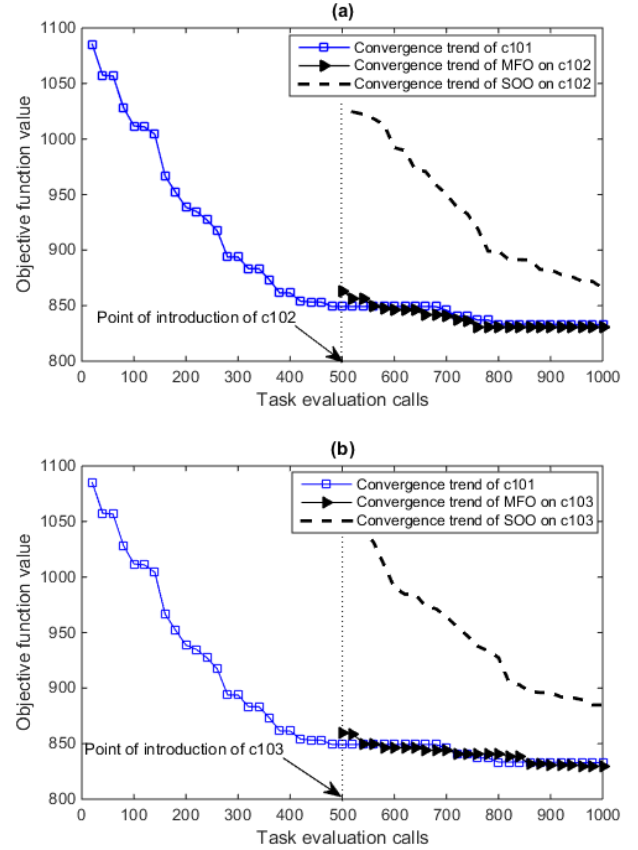 (a)
1100
1050
1000
950
900
850
800
Objective function value
Convergence trend of c101
Convergence trend of MFO on c102
Convergence trend of SOO on c102
Point of introduction of c102
0 100 200 300 400 500 600 700 800 900 1000
Task evaluation calls
(b)
1100
1050
1000
950
900
850
800
Objective function value
Convergence trend of c101
Convergence trend of MFO on c103
Convergence trend of SOO on c103
Point of introduction of c103
0 100 200 300 400 500 600 700 800 900 1000
Task evaluation calls